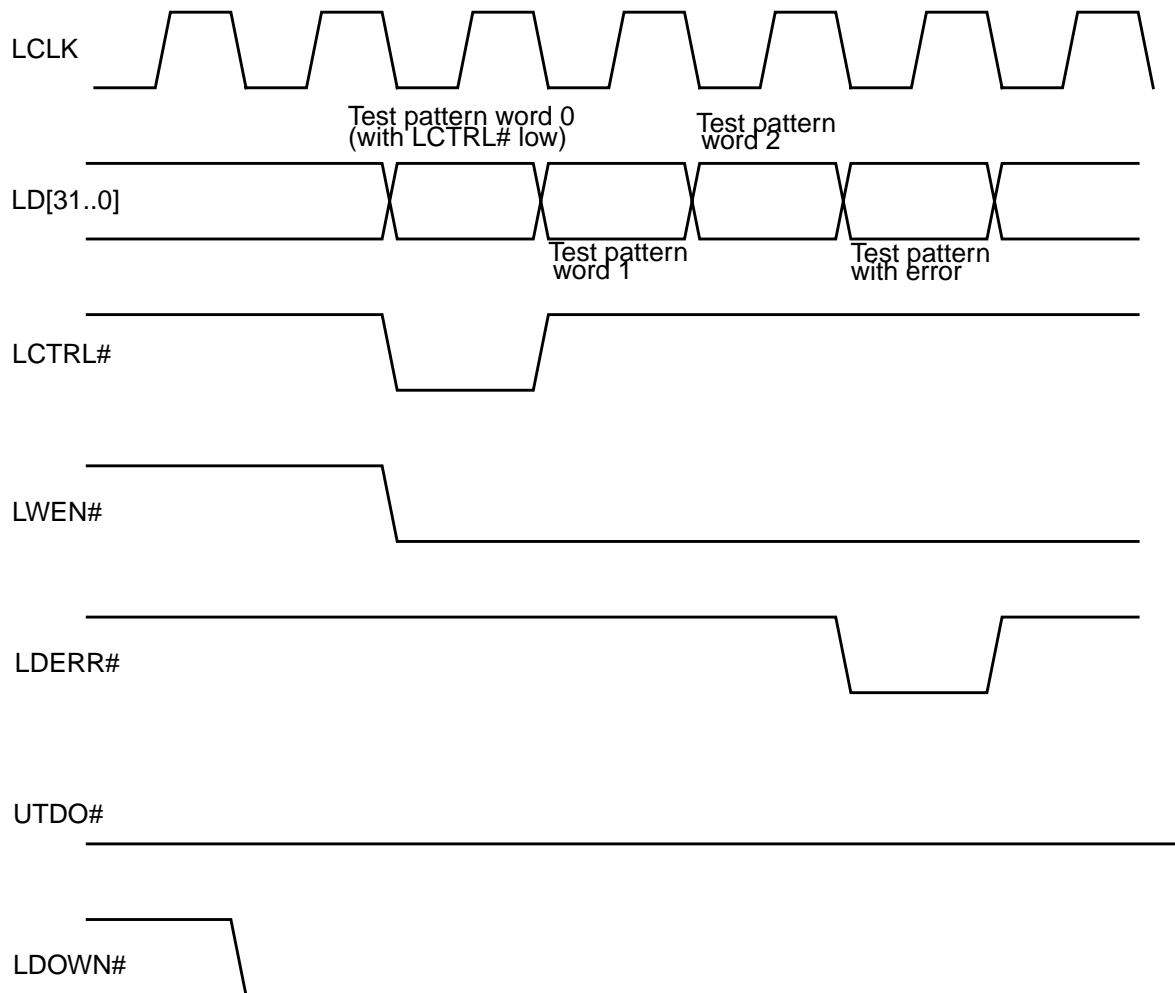 LCLK
Test pattern word 0
(with LCTRL# low)
Test pattern
word 2
LD[31..0]
Test pattern
word 1
Test pattern
with error
LCTRL#
LWEN#
LDERR#
UTDO#
LDOWN#